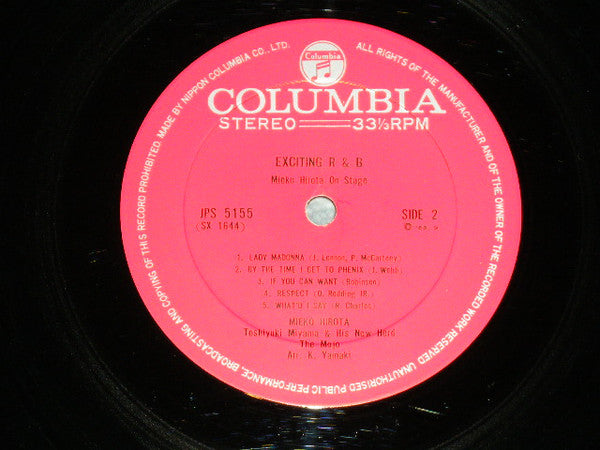 Columbia
COLUMBIA
STEREO 33⅓RPM
EXCITING R & B
Mieko Hirota On Stage
JPS 5155
(SX 1644)
SIDE 2
1. LADY MADONNA (J. Lennon, P. McCartney)
2. BY THE TIME I GET TO PHENIX (J. Webb)
3. IF YOU CAN WANT (Robinson)
4. RESPECT (O. Redding JR.)
5. WHAT'D I SAY (R. Charles)
MIEKO HIROTA
Toshiyuki Miyama & His New Herd
The Mojo
Arr. K. Yamaki
MADE BY NIPPON COLUMBIA CO., LTD. ALL RIGHTS OF THE MANUFACTURER AND OF THE OWNER OF THE RECORDED WORK RESERVED UNAUTHORISED PUBLIC PERFORMANCE, BROADCASTING AND COPYING OF THIS RECORD PROHIBITED.